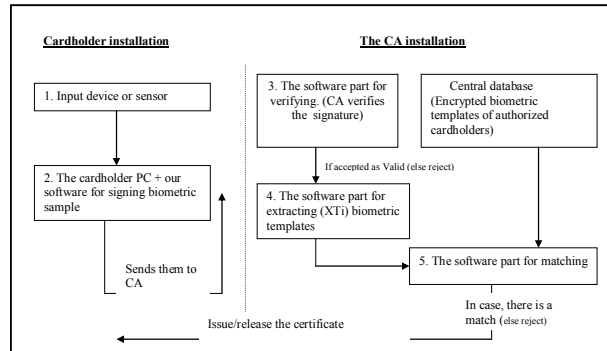 Cardholder installation
The CA installation
1. Input device or sensor
2. The cardholder PC + our
software for signing biometric
sample
Sends them to
CA
3. The software part for
verifying. (CA verifies
the signature)
Central database
(Encrypted biometric
templates of authorized
cardholders)
If accepted as Valid (else reject)
4. The software part for
extracting (XTi) biometric
templates
5. The software part for matching
In case, there is a
match (else reject)
Issue/release the certificate